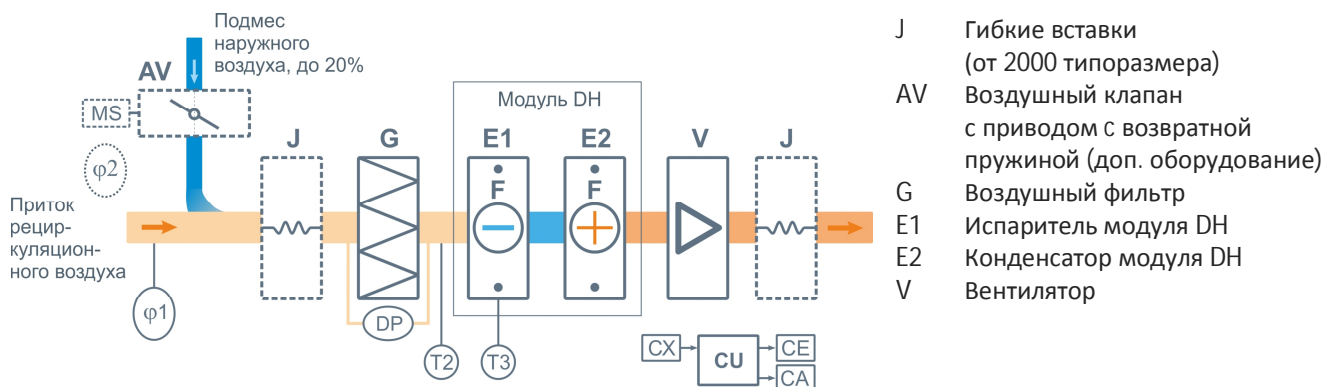 Подмес
наружного
воздуха, до 20%
AV
MS
φ2
Приток
рецир-
куляцион-
ного воздуха
φ1
J
G
DP
T2
Модуль DH
E1
E2
F
F
T3
V
J
CX
CU
CE
CA
J Гибкие вставки
(от 2000 типоразмера)
AV Воздушный клапан
с приводом с возвратной
пружиной (доп. оборудование)
G Воздушный фильтр
E1 Испаритель модуля DH
E2 Конденсатор модуля DH
V Вентилятор